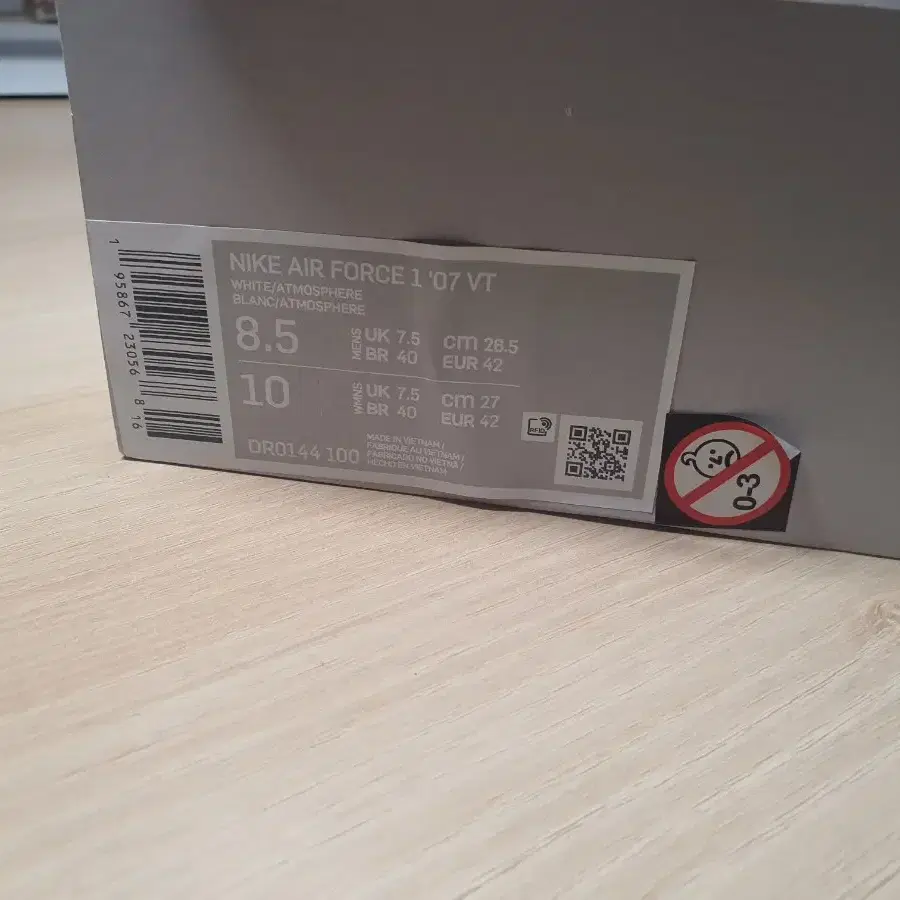 1 95867 23056 8 16
NIKE AIR FORCE 1 '07 VT
WHITE/ATMOSPHERE
BLANC/ATMOSPHERE
8.5 MENS UK 7.5 cm 26.5
BR 40 EUR 42
10 WMNS UK 7.5 cm 27
BR 40 EUR 42
RFID
DR0144 100
MADE IN VIETNAM /
FABRIQUE AU VIETNAM /
FABRICADO NO VIETNÃ /
HECHO EN VIETNAM
0-3